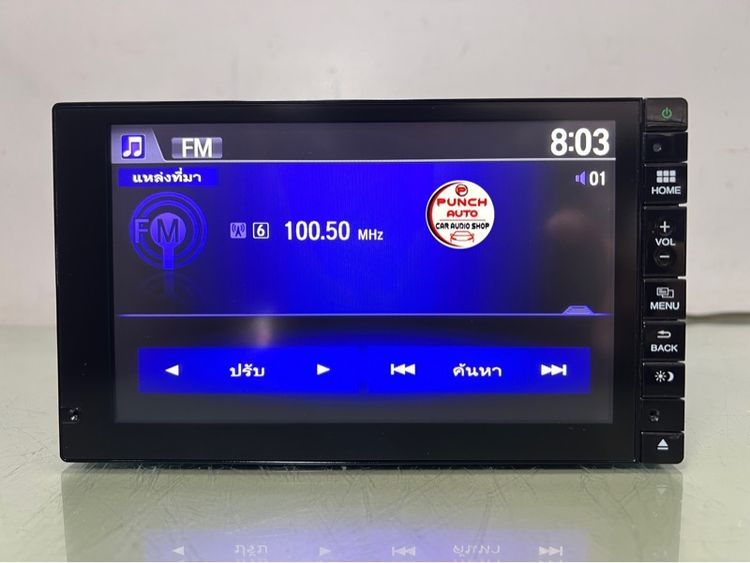 FM
8:03
แหล่งที่มา
01
FM
6
100.50 MHz
P
PUNCH
AUTO
CAR AUDIO SHOP
ปรับ
ค้นหา
HOME
+
VOL
−
MENU
BACK